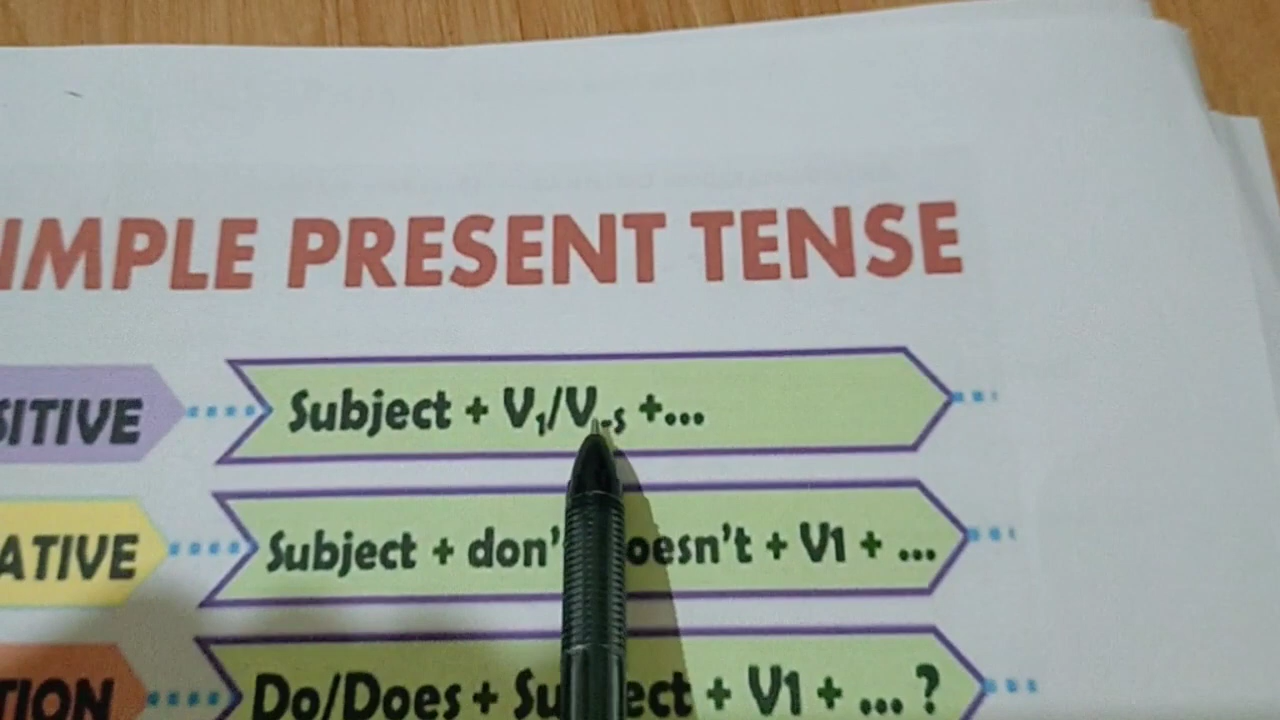 IMPLE PRESENT TENSE
SITIVE Subject + V1/V-s +...
ATIVE Subject + don' oesn't + V1 + ...
TION Do/Does + Su ect + V1 + ... ?